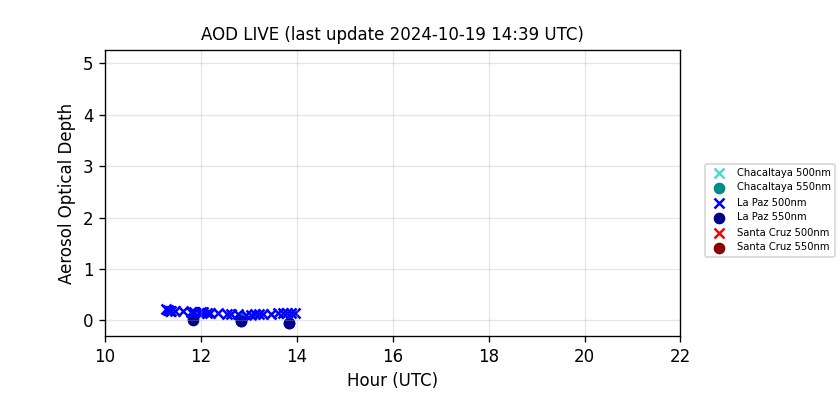 AOD LIVE (last update 2024-10-19 14:39 UTC)
5
4
3
2
1
0
Aerosol Optical Depth
10 12 14 16 18 20 22
Hour (UTC)
Chacaltaya 500nm
Chacaltaya 550nm
La Paz 500nm
La Paz 550nm
Santa Cruz 500nm
Santa Cruz 550nm